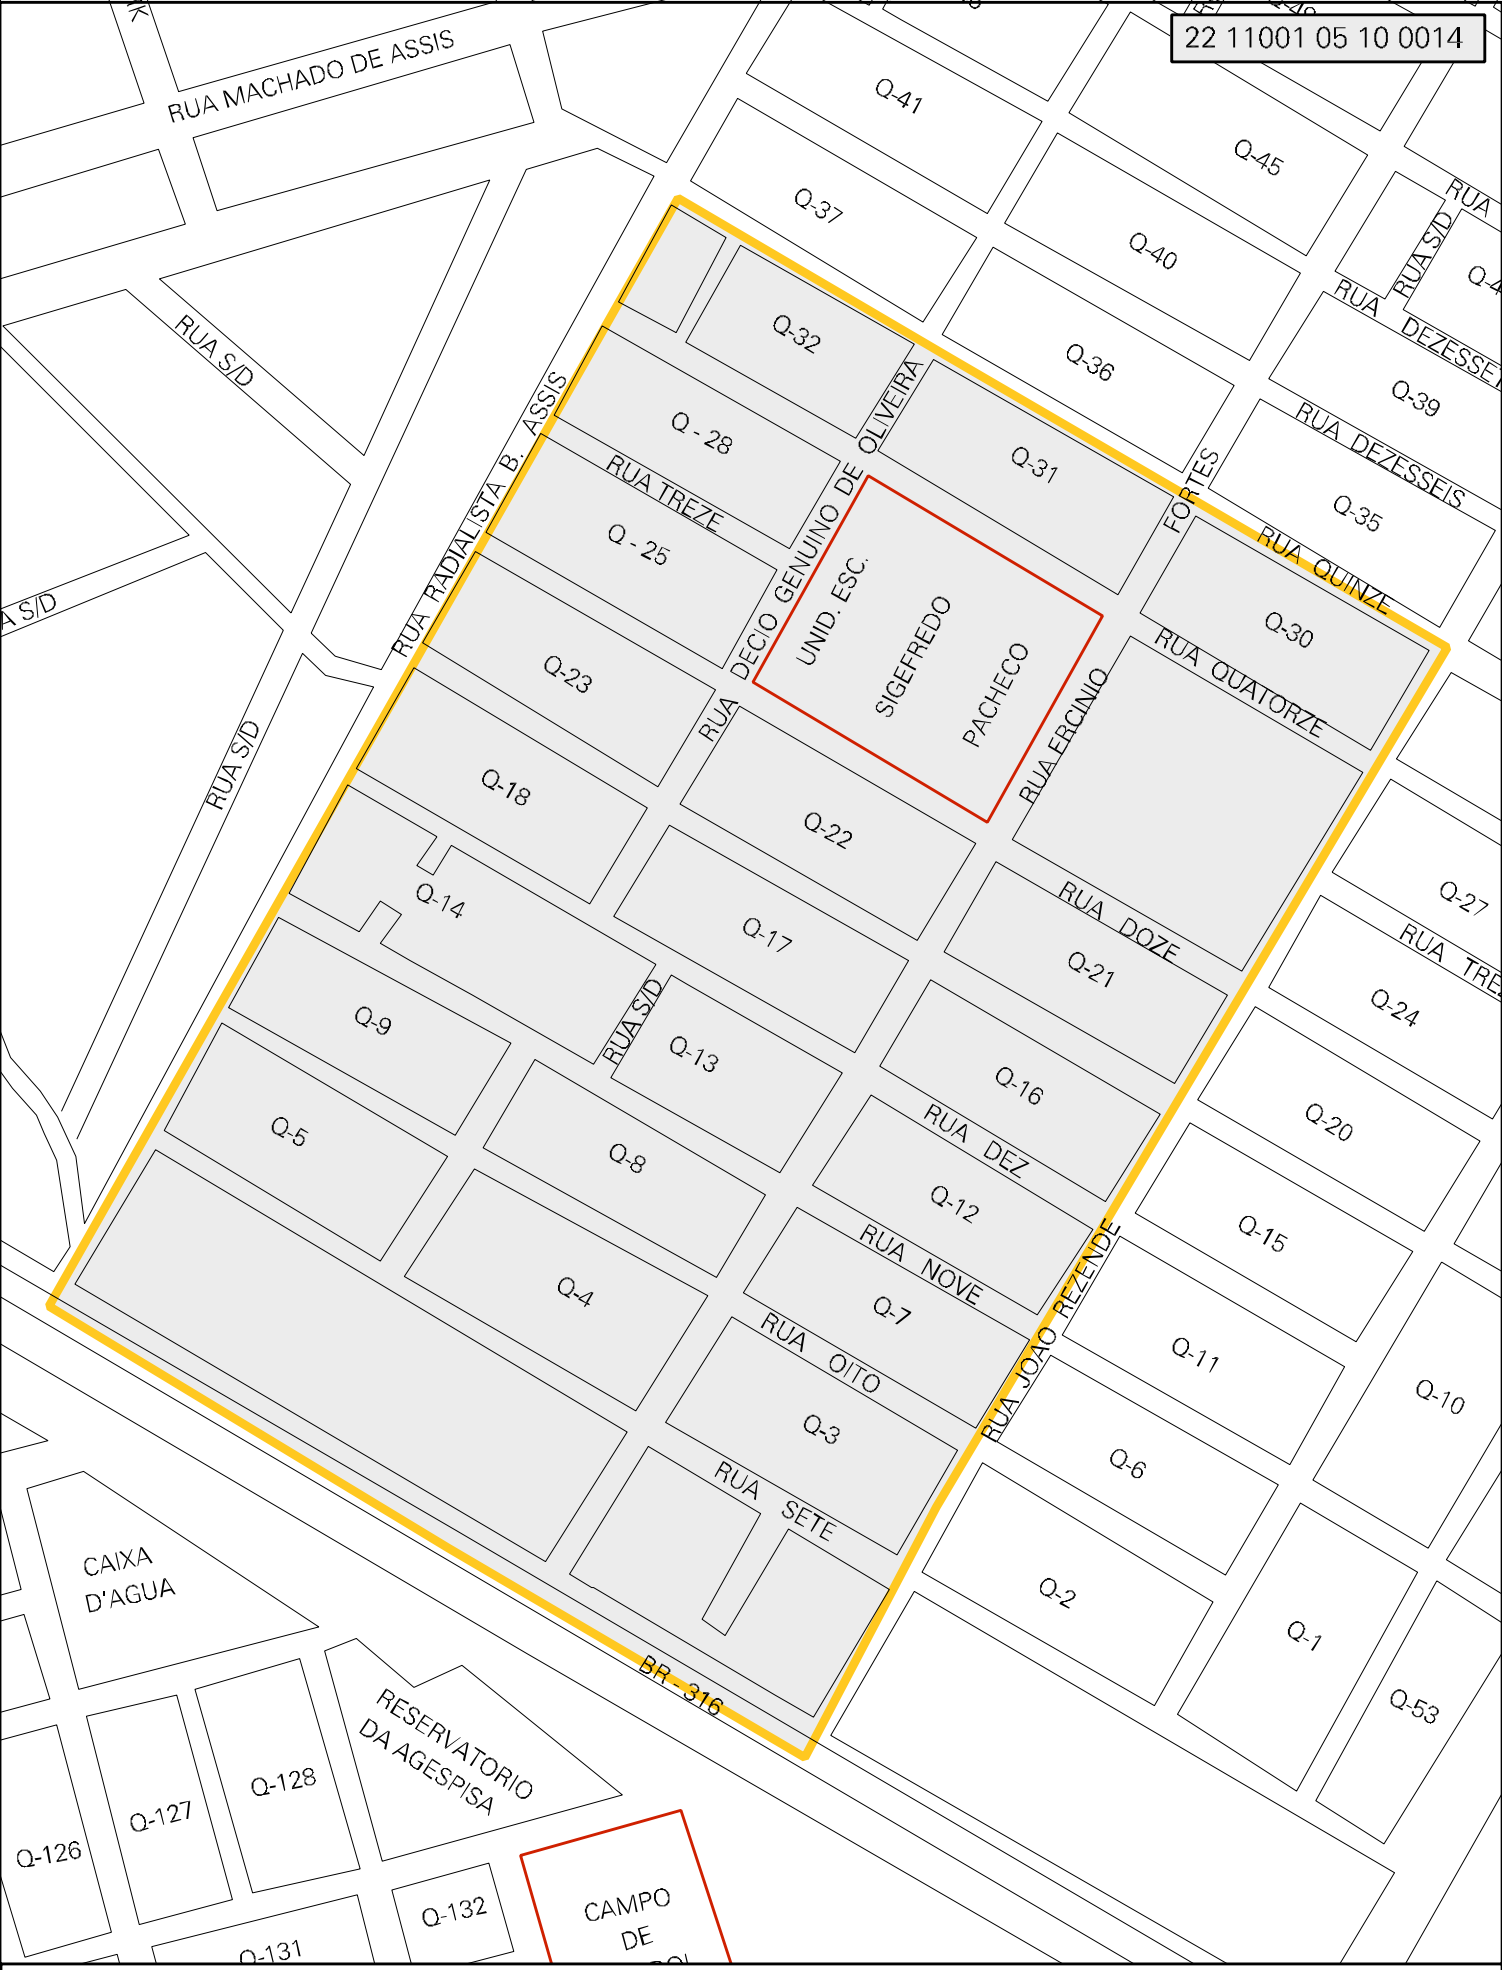 22 11001 05 10 0014
RUA MACHADO DE ASSIS
Q-41
Q-45
Q-37
Q-40
RUA
RUA S/D
RUA DEZESSET
Q-32
Q-36
Q-39
RUA S/D
RUA DEZESSEIS
Q - 28
Q-31
Q-35
RUA TREZE
Q - 25
RUA QUINZE
Q-30
RUA RADIALISTA B. ASSIS
RUA DECIO GENUINO DE OLIVEIRA
UNID. ESC.
SIGEFREDO
PACHECO
RUA ERCINIO FORTES
RUA QUATORZE
A S/D
Q-23
RUA S/D
Q-18
Q-22
Q-14
RUA DOZE
Q-27
Q-17
Q-21
RUA TREZ
Q-9
RUA S/D
Q-13
Q-16
Q-24
Q-5
Q-8
RUA DEZ
Q-20
Q-12
Q-15
Q-4
RUA NOVE
Q-7
RUA JOAO REZENDE
RUA OITO
Q-11
Q-10
Q-3
Q-6
RUA SETE
CAIXA
D'AGUA
Q-2
Q-1
BR - 316
Q-53
RESERVATORIO
DA AGESPISA
Q-128
Q-127
Q-126
Q-132
Q-131
CAMPO
DE